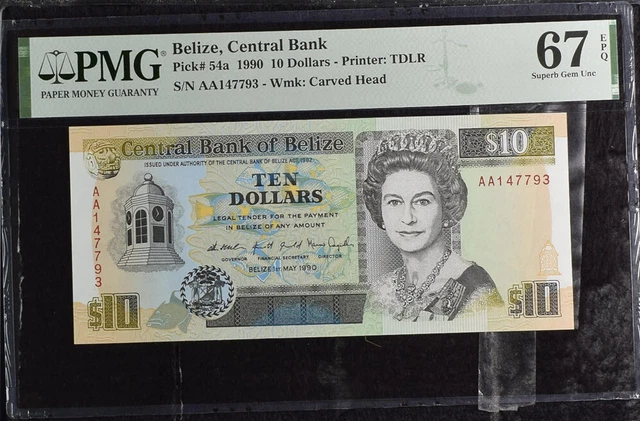 PMG
PAPER MONEY GUARANTY
Belize, Central Bank
Pick# 54a 1990 10 Dollars - Printer: TDLR
S/N AA147793 - Wmk: Carved Head
67 EPQ
Superb Gem Unc
Central Bank of Belize
$10
ISSUED UNDER AUTHORITY OF THE CENTRAL BANK OF BELIZE ACT 1982
TEN
DOLLARS
AA147793
AA147793
LEGAL TENDER FOR THE PAYMENT
IN BELIZE OF ANY AMOUNT
GOVERNOR FINANCIAL SECRETARY DIRECTOR
BELIZE 1st MAY 1990
$10
$10